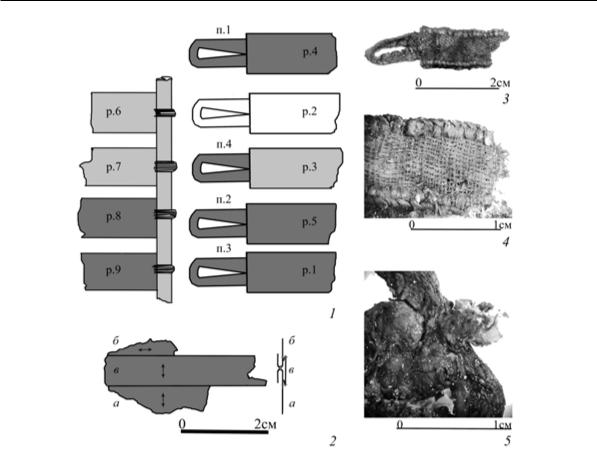 п.1
р.4
р.6
р.2
п.4
р.7
р.3
п.2
р.8
р.5
п.3
р.9
р.1
1
0 2см
3
0 1см
4
б б
в в
а а
0 2см
2
0 1см
5